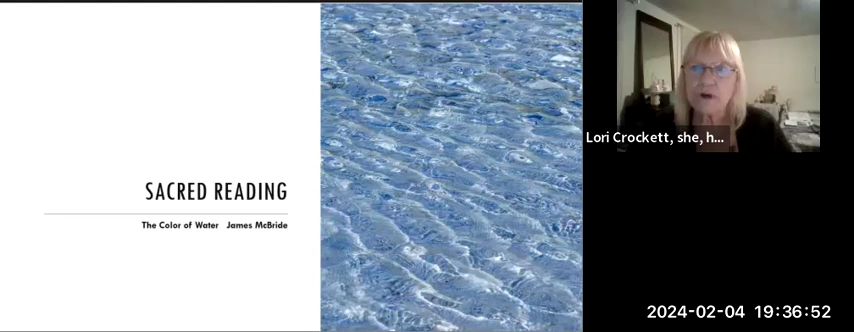 SACRED READING
The Color of Water James McBride
Lori Crockett, she, h...
2024-02-04 19:36:52